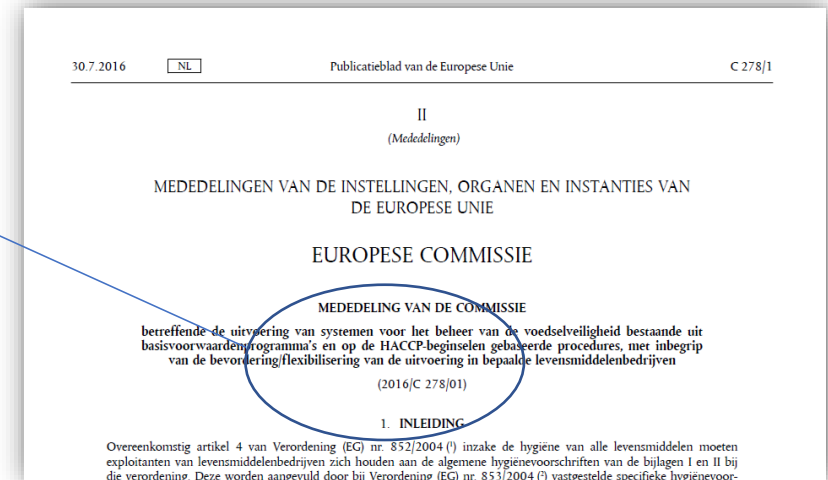 30.7.2016 NL Publicatieblad van de Europese Unie C 278/1
II
(Mededelingen)
MEDEDELINGEN VAN DE INSTELLINGEN, ORGANEN EN INSTANTIES VAN
DE EUROPESE UNIE
EUROPESE COMMISSIE
MEDEDELING VAN DE COMMISSIE
betreffende de uitvoering van systemen voor het beheer van de voedselveiligheid bestaande uit
basisvoorwaardenprogramma's en op de HACCP-beginselen gebaseerde procedures, met inbegrip
van de bevordering/flexibilisering van de uitvoering in bepaalde levensmiddelenbedrijven
(2016/C 278/01)
1. INLEIDING
Overeenkomstig artikel 4 van Verordening (EG) nr. 852/2004 (¹) inzake de hygiëne van alle levensmiddelen moeten
exploitanten van levensmiddelenbedrijven zich houden aan de algemene hygiënevoorschriften van de bijlagen I en II bij
die verordening. Deze worden aangevuld door bij Verordening (EG) nr. 853/2004 (²) vastgestelde specifieke hygiënevoor-